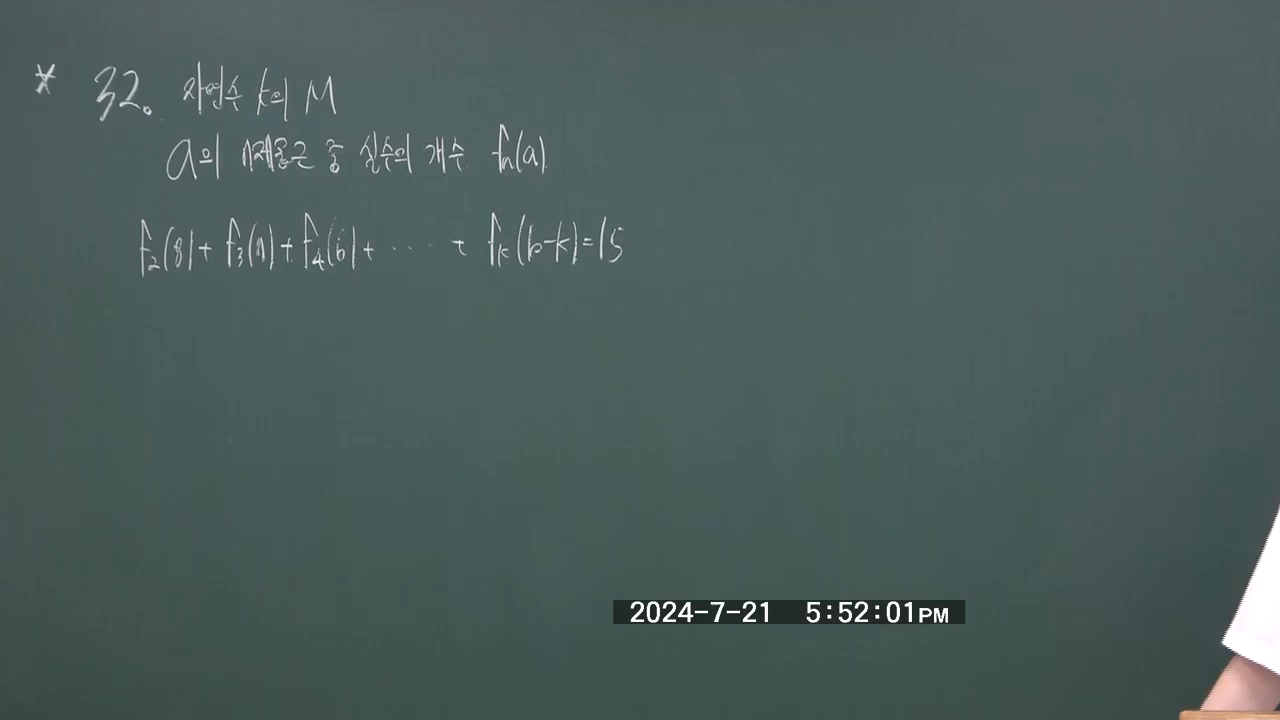 * 32. 자연수 k의 M
a의 n제곱근 중 실수의 개수 fn(a)
f2(8)+f3(7)+f4(6)+ ···· + fk(10-k)=15
2024-7-21 5:52:01PM